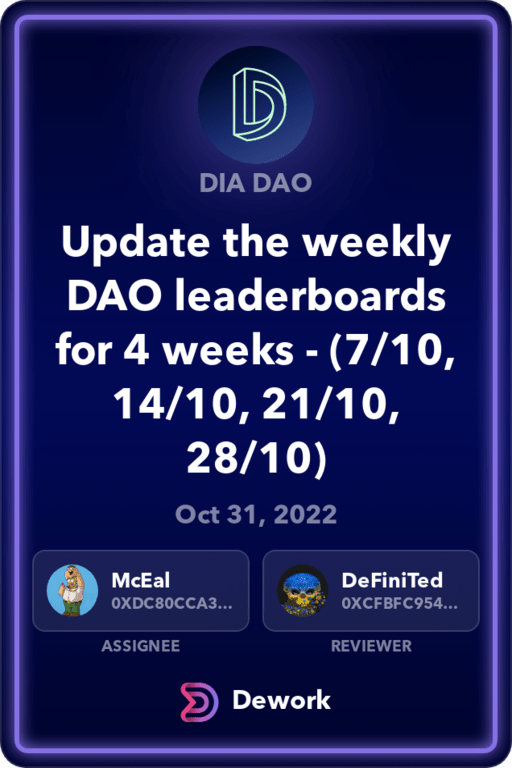 DIA DAO
Update the weekly
DAO leaderboards
for 4 weeks - (7/10,
14/10, 21/10,
28/10)
Oct 31, 2022
McEal
0XDC80CCA3...
ASSIGNEE
DeFiniTed
0XCFBFC954...
REVIEWER
Dework